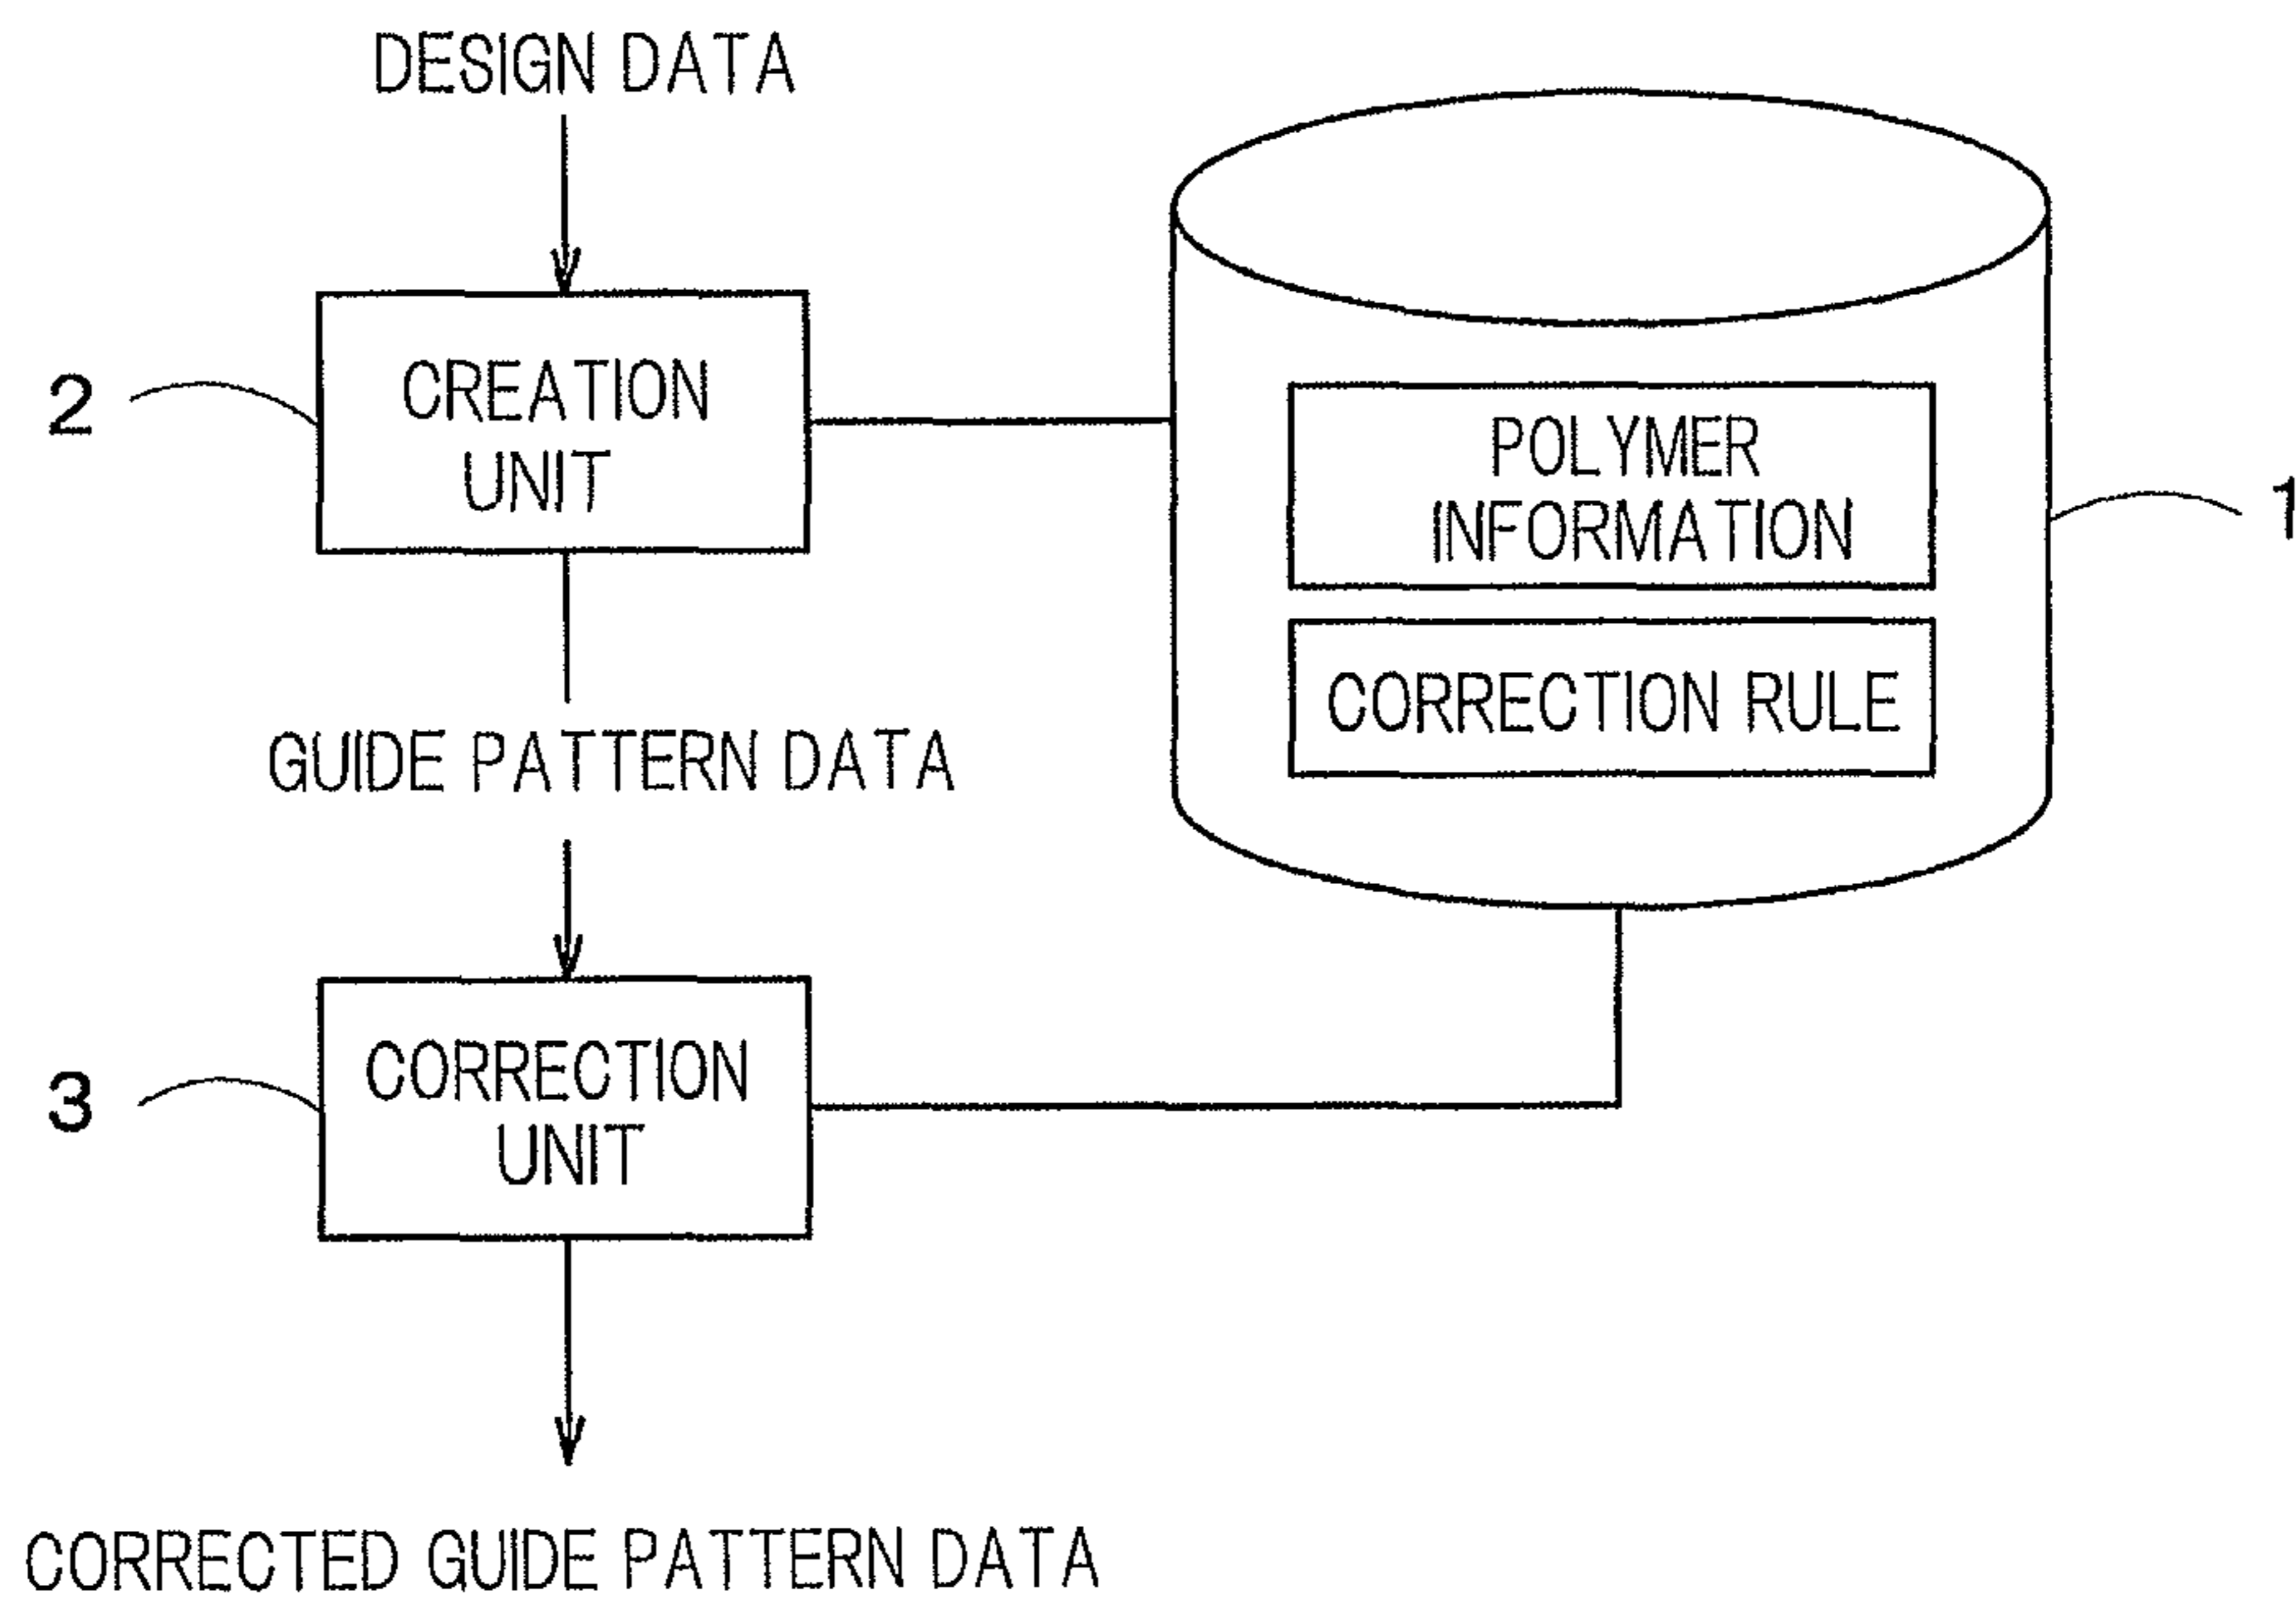 DESIGN DATA
2
CREATION
UNIT
POLYMER
INFORMATION
1
CORRECTION RULE
GUIDE PATTERN DATA
3
CORRECTION
UNIT
CORRECTED GUIDE PATTERN DATA